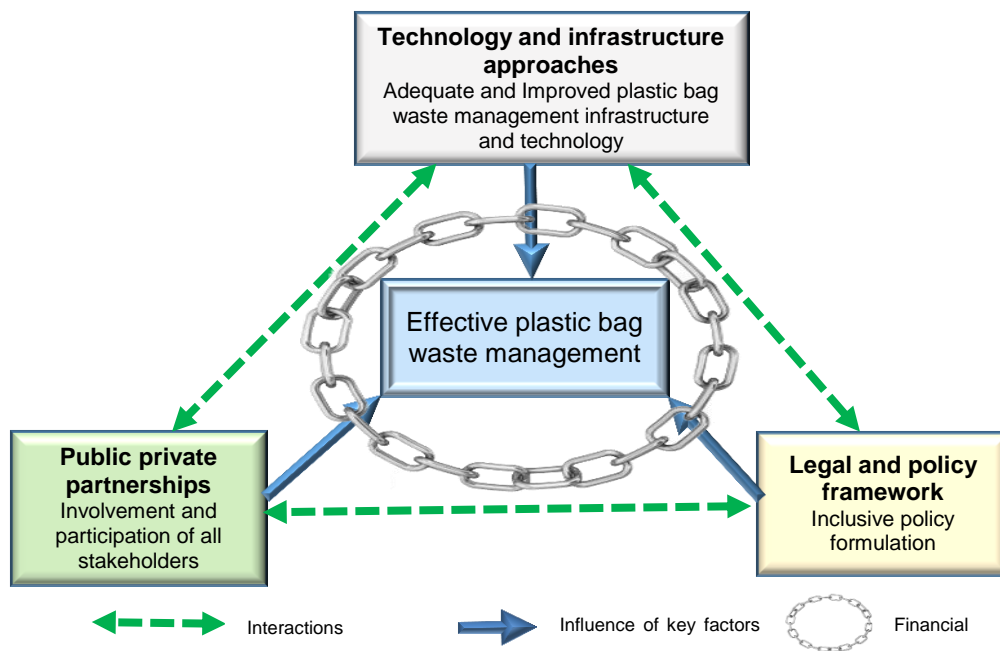 Technology and infrastructure
approaches
Adequate and Improved plastic bag
waste management infrastructure
and technology
Effective plastic bag
waste management
Public private
partnerships
Involvement and
participation of all
stakeholders
Legal and policy
framework
Inclusive policy
formulation
Interactions
Influence of key factors
Financial